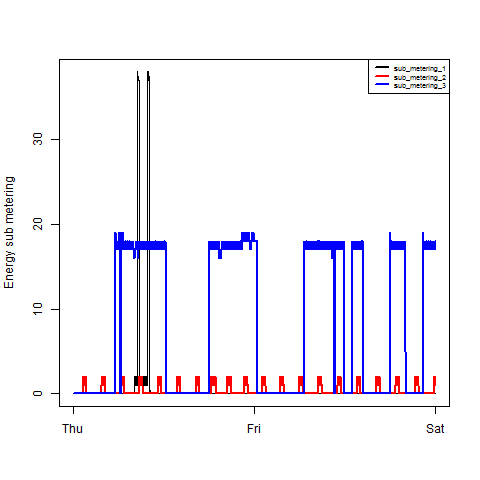 sub_metering_1
sub_metering_2
sub_metering_3
Energy sub metering
30
20
10
0
Thu Fri Sat